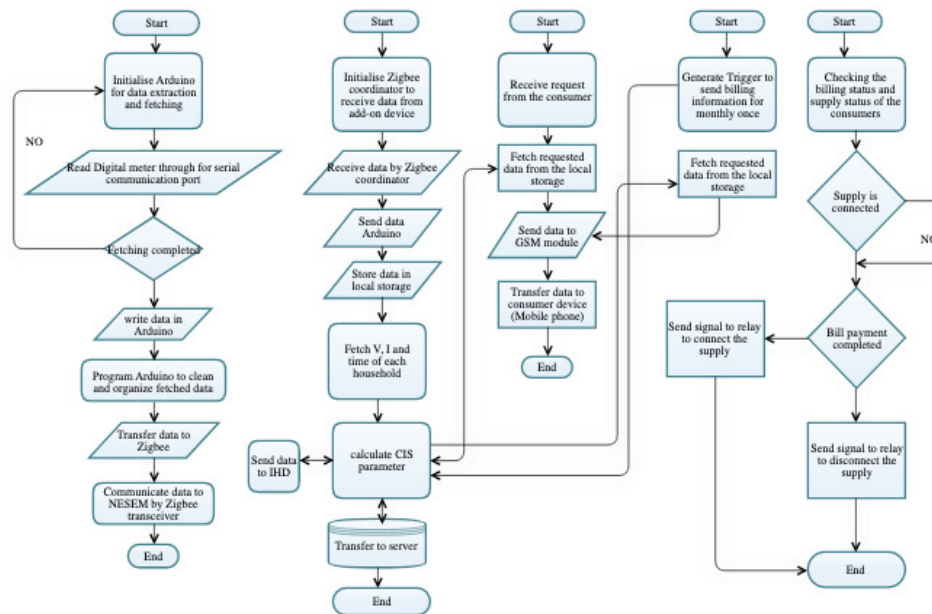 Start
Initialise Arduino
for data extraction and
fetching
NO
Read Digital meter through for serial
communication port
Fetching completed
write data in
Arduino
Program Arduino to clean
and organize fetched data
Transfer data to
Zigbee
Communicate data to
NESEM by Zigbee
transceiver
End
Start
Initialise Zigbee
coordinator to
receive data from
add-on device
Receive data by Zigbee
coordinator
Send data
Arduino
Store data in
local storage
Fetch V, I and
time of each
household
calculate CIS
parameter
Send data
to IHD
Transfer to server
End
Start
Receive request
from the consumer
Fetch requested
data from the local
storage
Send data to
GSM module
Transfer data to
consumer device
(Mobile phone)
End
Start
Generate Trigger to
send billing
information for
monthly once
Fetch requested
data from the local
storage
Start
Checking the
billing status and
supply status of the
consumers
Supply is
connected
NO
Bill payment
completed
Send signal to relay
to connect the
supply
Send signal to relay
to disconnect the
supply
End